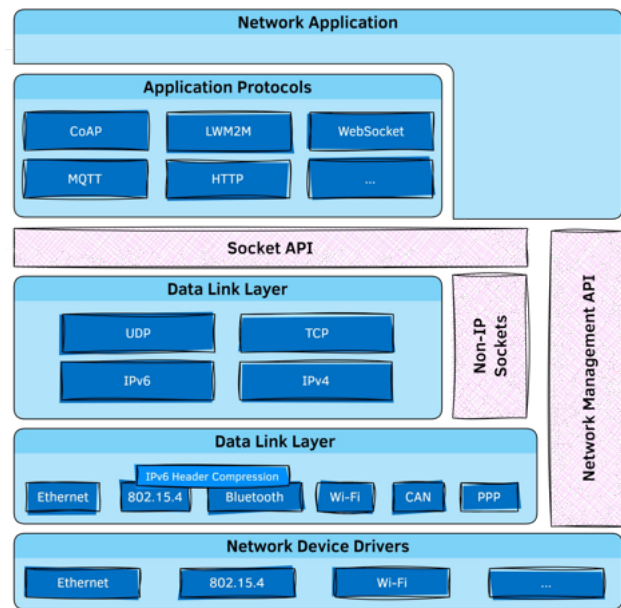 Network Application
Application Protocols
CoAP
LWM2M
WebSocket
MQTT
HTTP
...
Socket API
Data Link Layer
UDP
TCP
IPv6
IPv4
Non-IP
Sockets
Network Management API
Data Link Layer
IPv6 Header Compression
Ethernet
802.15.4
Bluetooth
Wi-Fi
CAN
PPP
Network Device Drivers
Ethernet
802.15.4
Wi-Fi
...